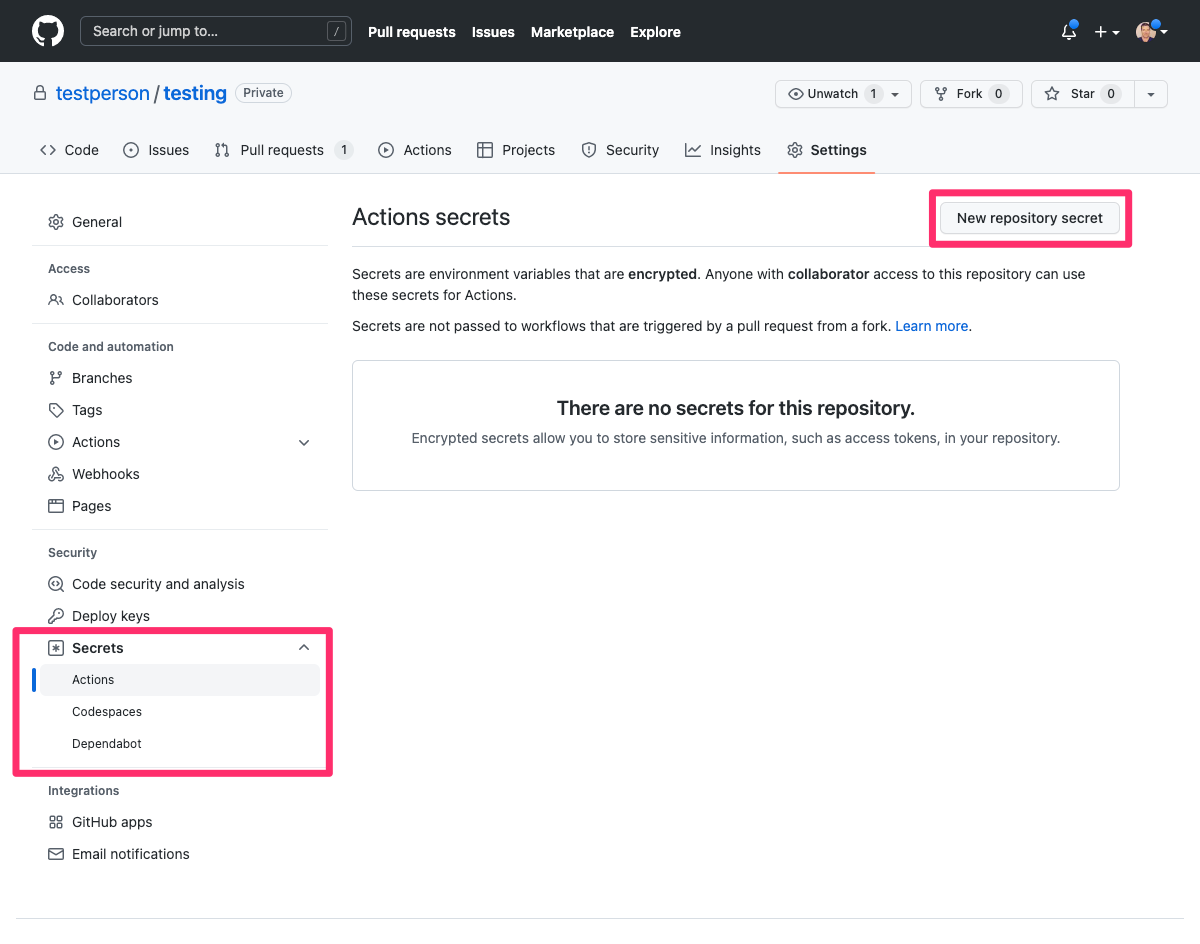 Search or jump to... /
Pull requests Issues Marketplace Explore
testperson / testing Private
Unwatch 1 Fork 0 Star 0
Code Issues Pull requests 1 Actions Projects Security Insights Settings
General
Access
Collaborators
Code and automation
Branches
Tags
Actions
Webhooks
Pages
Security
Code security and analysis
Deploy keys
Secrets
Actions
Codespaces
Dependabot
Integrations
GitHub apps
Email notifications
Actions secrets
New repository secret
Secrets are environment variables that are encrypted. Anyone with collaborator access to this repository can use
these secrets for Actions.
Secrets are not passed to workflows that are triggered by a pull request from a fork. Learn more.
There are no secrets for this repository.
Encrypted secrets allow you to store sensitive information, such as access tokens, in your repository.